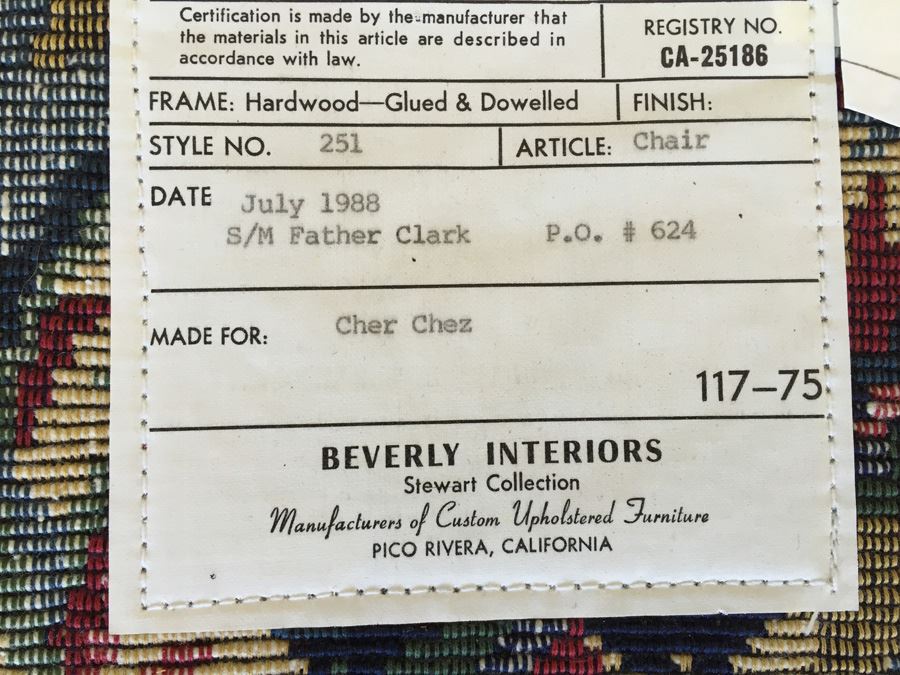 Certification is made by the manufacturer that
the materials in this article are described in
accordance with law.
REGISTRY NO.
CA-25186
FRAME: Hardwood—Glued & Dowelled
FINISH:
STYLE NO. 251
ARTICLE: Chair
DATE July 1988
S/M Father Clark P.O. # 624
MADE FOR: Cher Chez
117-75
BEVERLY INTERIORS
Stewart Collection
Manufacturers of Custom Upholstered Furniture
PICO RIVERA, CALIFORNIA